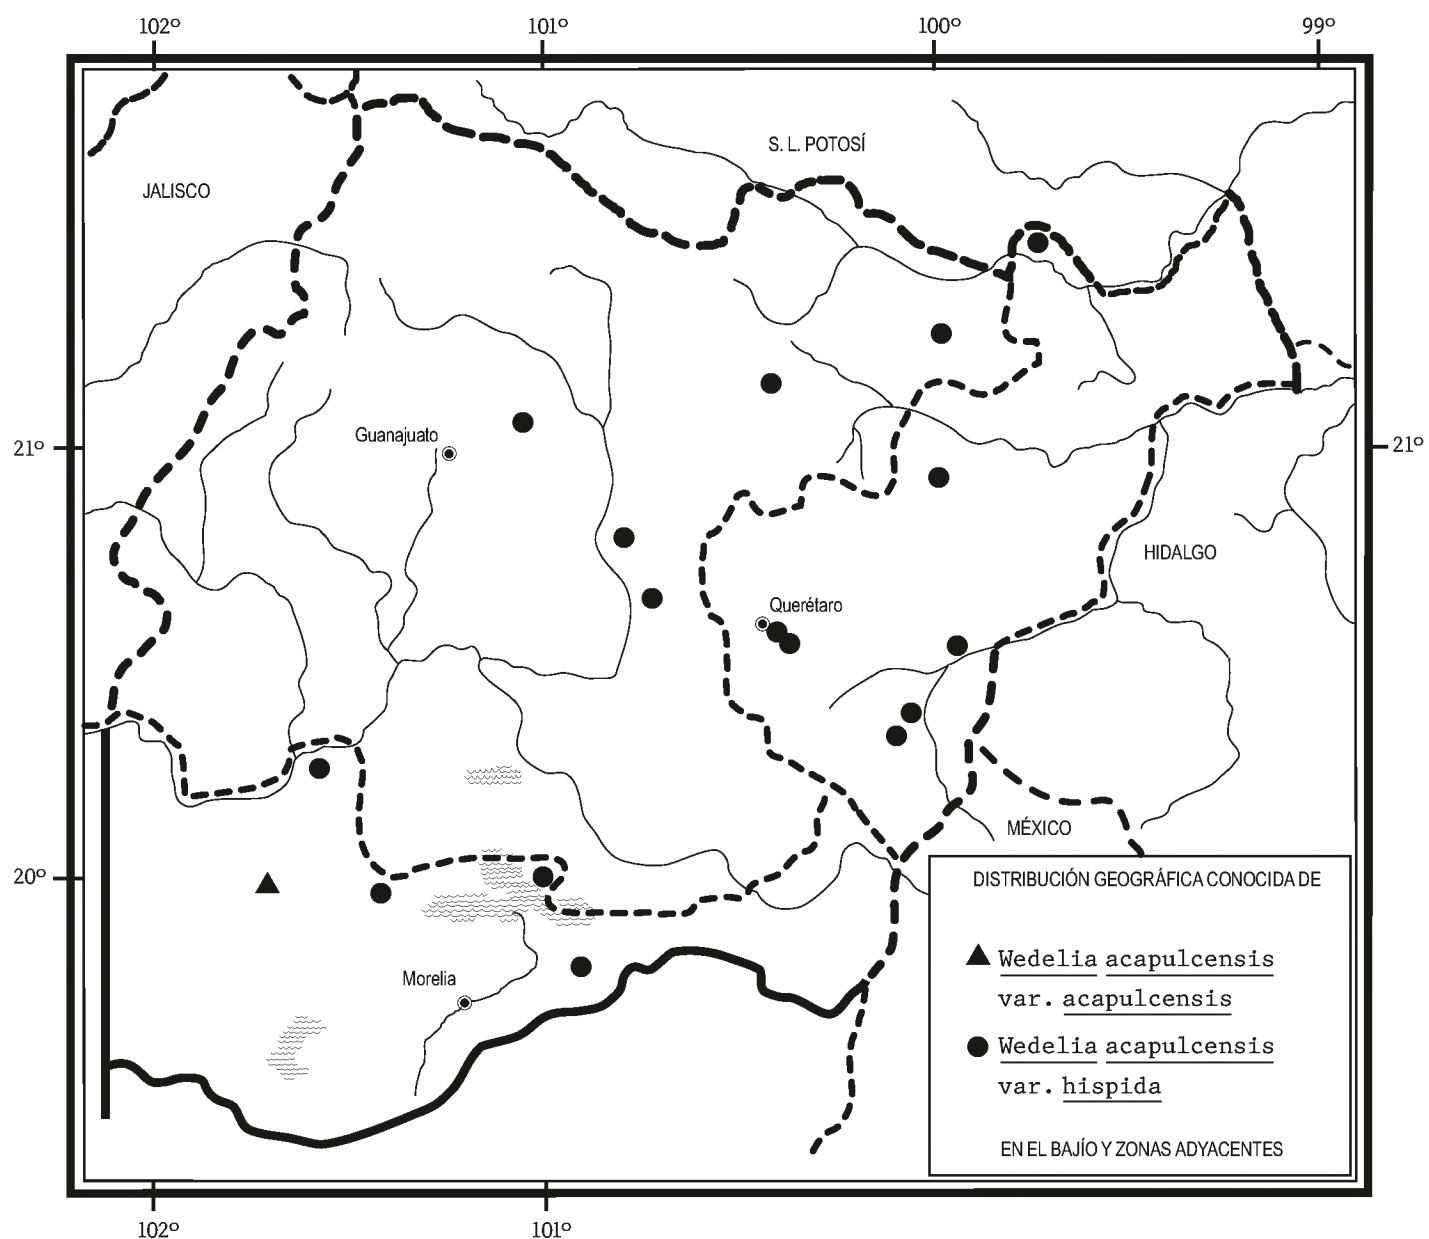 102º 101º 100º 99º
S. L. POTOSÍ
JALISCO
Guanajuato
21º 21º
HIDALGO
Querétaro
MÉXICO
20º
DISTRIBUCIÓN GEOGRÁFICA CONOCIDA DE
Wedelia acapulcensis
var. acapulcensis
Morelia
Wedelia acapulcensis
var. hispida
EN EL BAJÍO Y ZONAS ADYACENTES
102º 101º